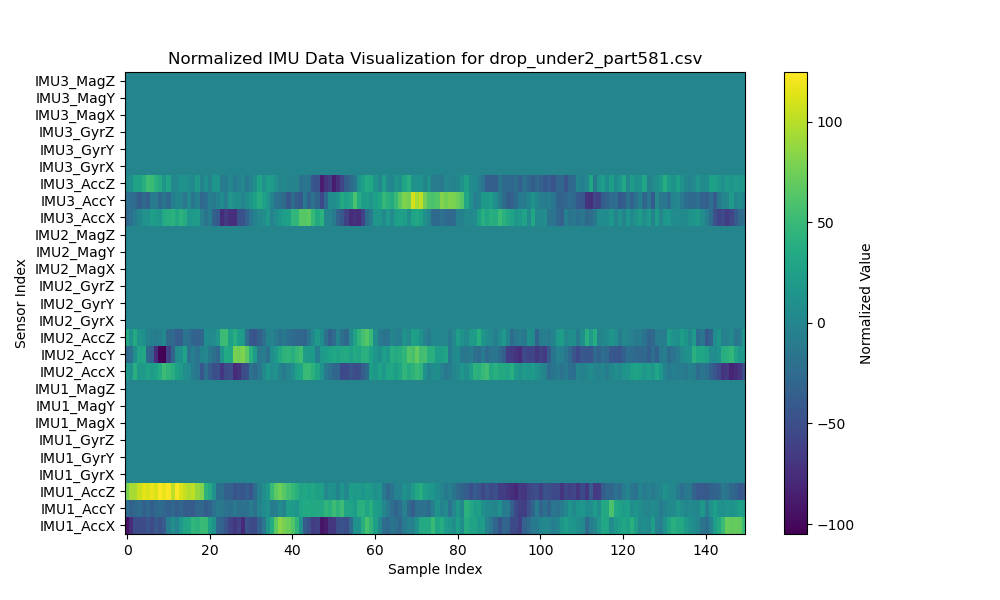 Normalized IMU Data Visualization for drop_under2_part581.csv
IMU3_MagZ
IMU3_MagY
IMU3_MagX
IMU3_GyrZ
IMU3_GyrY
IMU3_GyrX
IMU3_AccZ
IMU3_AccY
IMU3_AccX
IMU2_MagZ
IMU2_MagY
IMU2_MagX
IMU2_GyrZ
IMU2_GyrY
IMU2_GyrX
IMU2_AccZ
IMU2_AccY
IMU2_AccX
IMU1_MagZ
IMU1_MagY
IMU1_MagX
IMU1_GyrZ
IMU1_GyrY
IMU1_GyrX
IMU1_AccZ
IMU1_AccY
IMU1_AccX
Sensor Index
0 20 40 60 80 100 120 140
Sample Index
100
50
0
−50
−100
Normalized Value